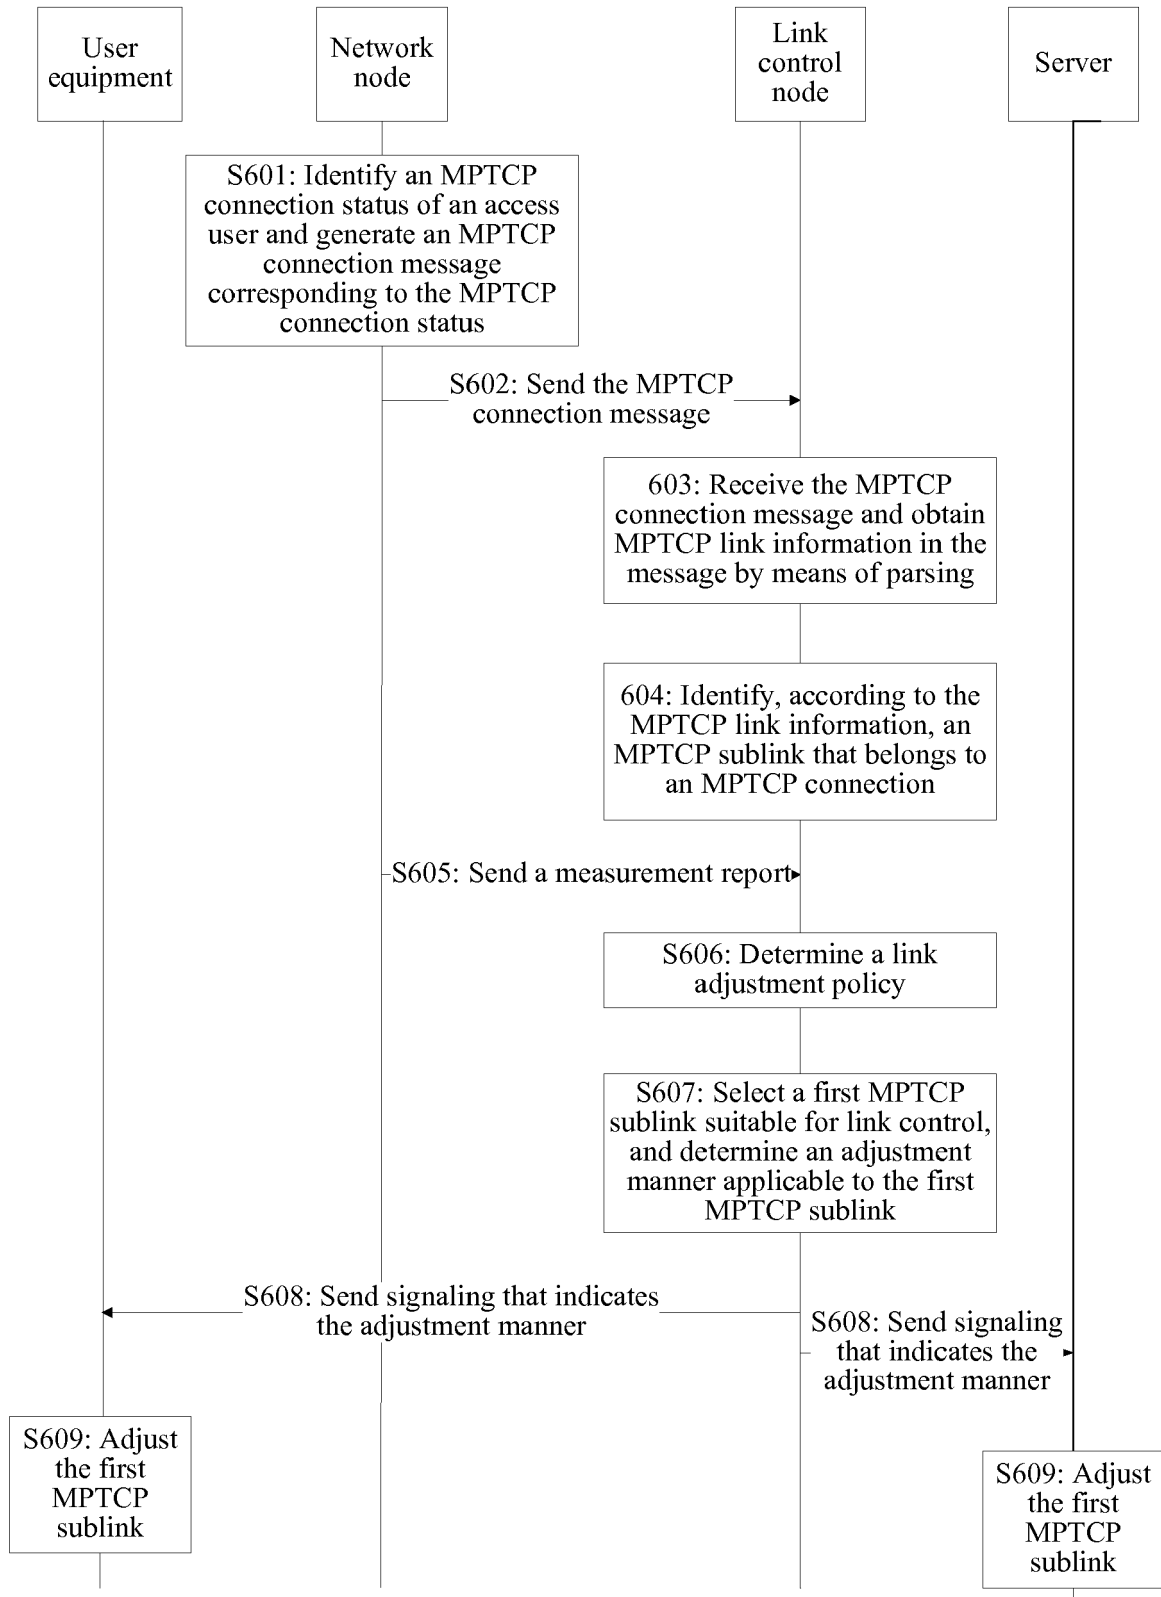 User
equipment
Network
node
Link
control
node
Server
S601: Identify an MPTCP
connection status of an access
user and generate an MPTCP
connection message
corresponding to the MPTCP
connection status
S602: Send the MPTCP
connection message
603: Receive the MPTCP
connection message and obtain
MPTCP link information in the
message by means of parsing
604: Identify, according to the
MPTCP link information, an
MPTCP sublink that belongs to
an MPTCP connection
S605: Send a measurement report
S606: Determine a link
adjustment policy
S607: Select a first MPTCP
sublink suitable for link control,
and determine an adjustment
manner applicable to the first
MPTCP sublink
S608: Send signaling that indicates
the adjustment manner
S608: Send signaling
that indicates the
adjustment manner
S609: Adjust
the first
MPTCP
sublink
S609: Adjust
the first
MPTCP
sublink